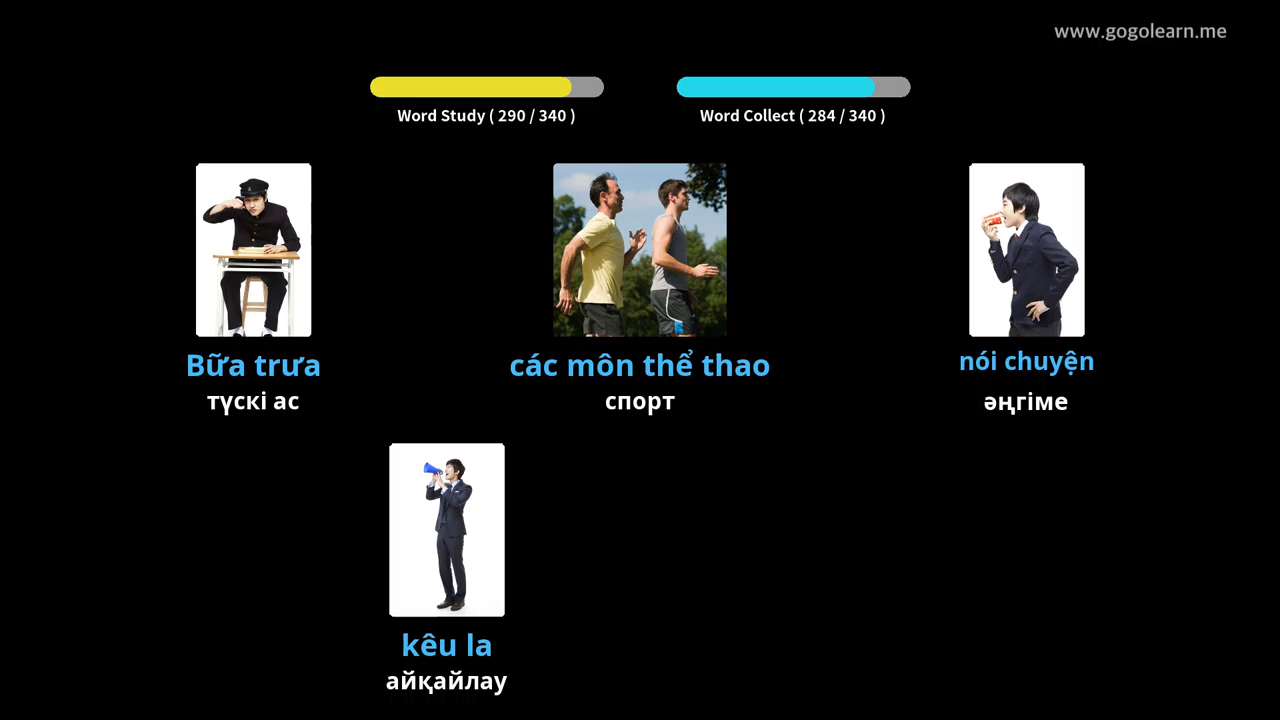 www.gogolearn.me
Word Study ( 290 / 340 )
Word Collect ( 284 / 340 )
Bữa trưa
түскі ас
các môn thể thao
спорт
nói chuyện
әңгіме
kêu la
айқайлау